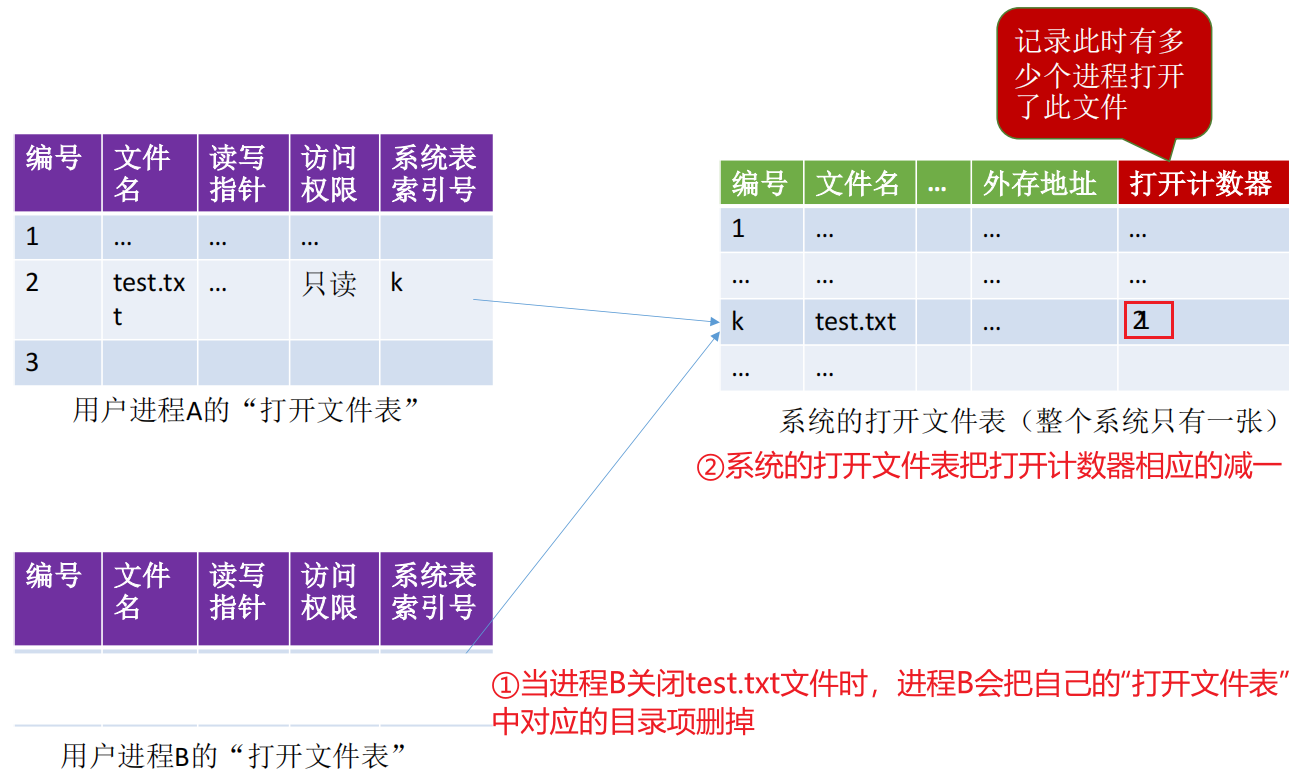 记录此时有多
少个进程打开
了此文件
编号 文件名 读写指针 访问权限 系统表索引号
1 … … …
2 test.txt … 只读 k
3
用户进程A的“打开文件表”
编号 文件名 … 外存地址 打开计数器
1 … … …
… … … …
k test.txt …
… …
系统的打开文件表（整个系统只有一张）
②系统的打开文件表把打开计数器相应的减一
编号 文件名 读写指针 访问权限 系统表索引号
①当进程B关闭test.txt文件时，进程B会把自己的“打开文件表”
中对应的目录项删掉
用户进程B的“打开文件表”